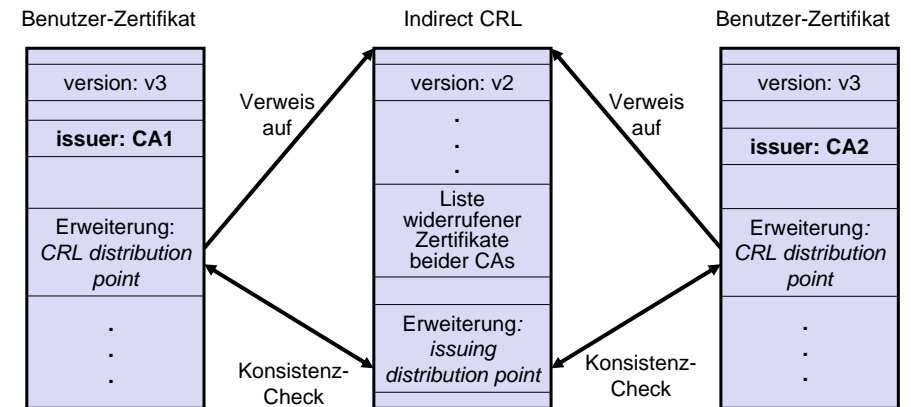 Benutzer-Zertifikat
version: v3
issuer: CA1
Erweiterung:
CRL distribution
point
.
.
.
Verweis
auf
Konsistenz-
Check
Indirect CRL
version: v2
.
.
.
Liste
widerrufener
Zertifikate
beider CAs
Erweiterung:
issuing
distribution point
Verweis
auf
Konsistenz-
Check
Benutzer-Zertifikat
version: v3
issuer: CA2
Erweiterung:
CRL distribution
point
.
.
.